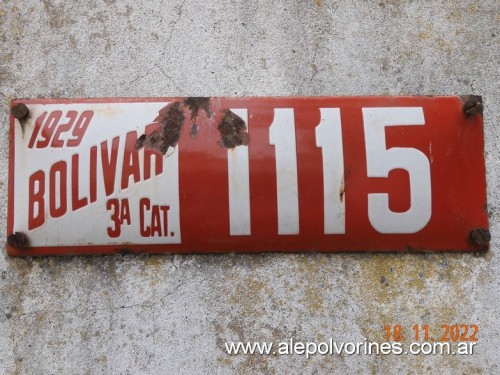 1929
BOLIVAR
3A CAT.
1115
18 11 2022
www.alepolvorines.com.ar